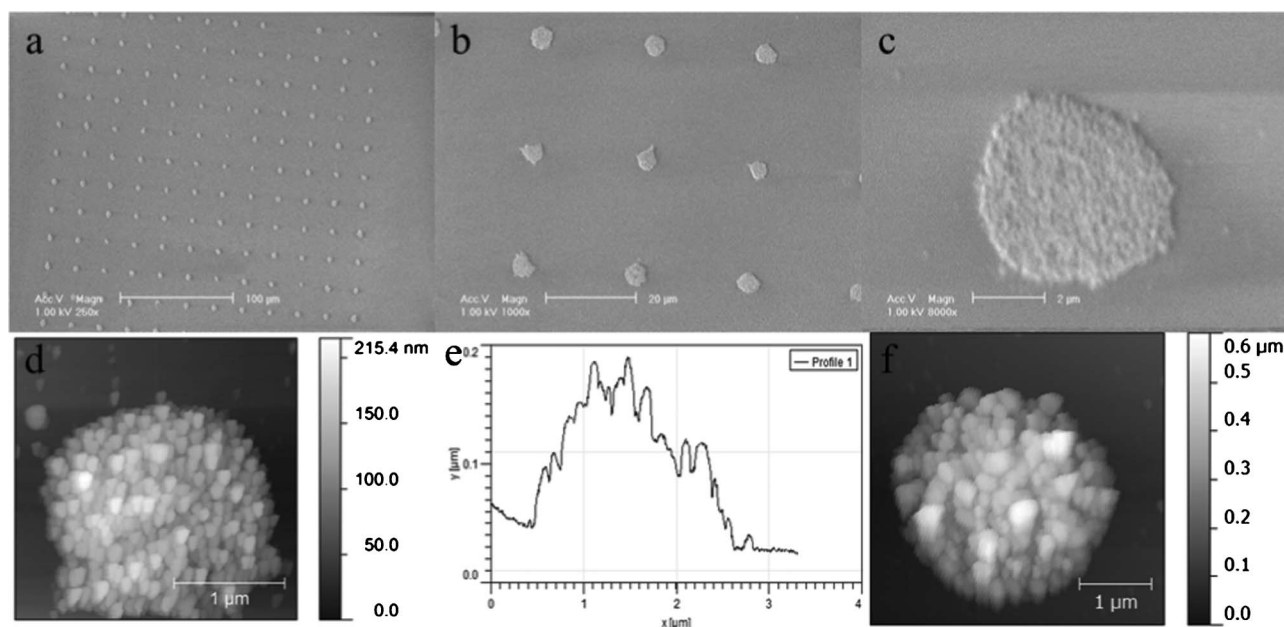 a
Acc.V Magn
1.00 kV 250x
100 µm
b
Acc.V Magn
1.00 kV 1000x
20 µm
c
Acc.V Magn
1.00 kV 8000x
2 µm
d
215.4 nm
150.0
100.0
50.0
0.0
1 µm
e
Profile 1
y [µm]
0.2
0.1
0.0
0 1 2 3 4
x [µm]
f
0.6 µm
0.5
0.4
0.3
0.2
0.1
0.0
1 µm